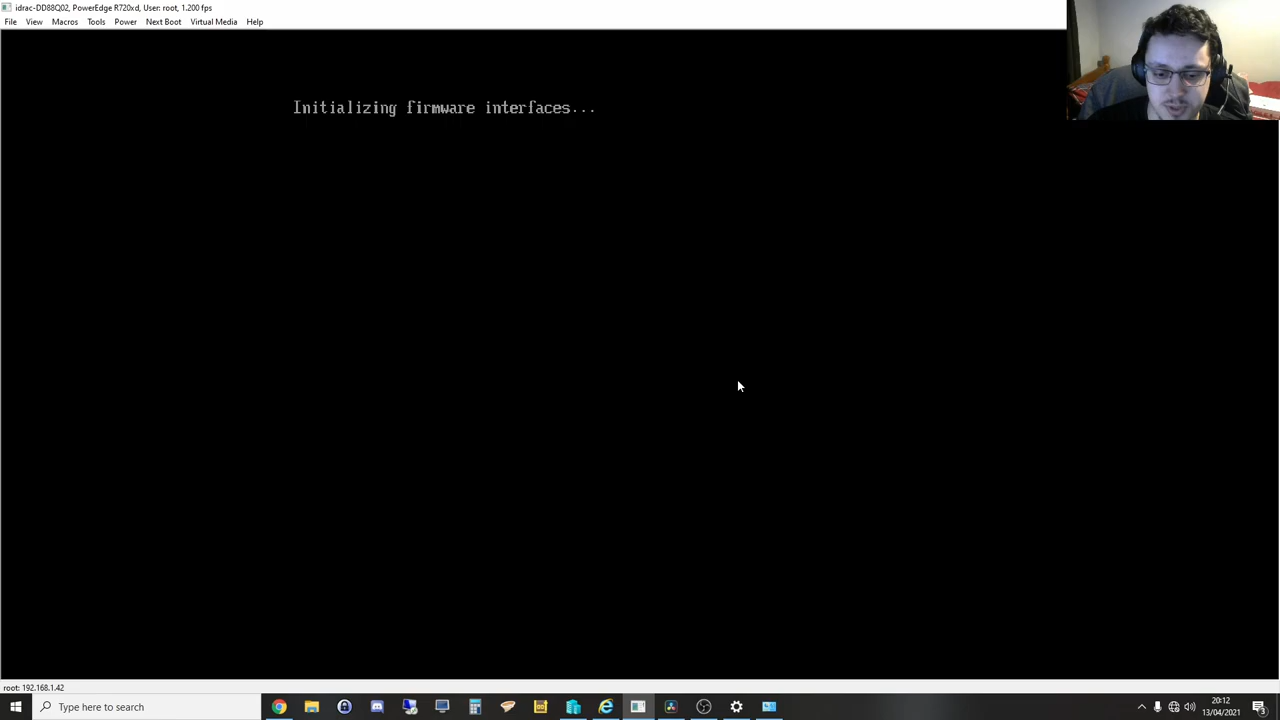 idrac-DD88Q02, PowerEdge R720xd, User: root, 1.200 fps
File View Macros Tools Power Next Boot Virtual Media Help
Initializing firmware interfaces...
root: 192.168.1.42
Type here to search
20:12
13/04/2021
3